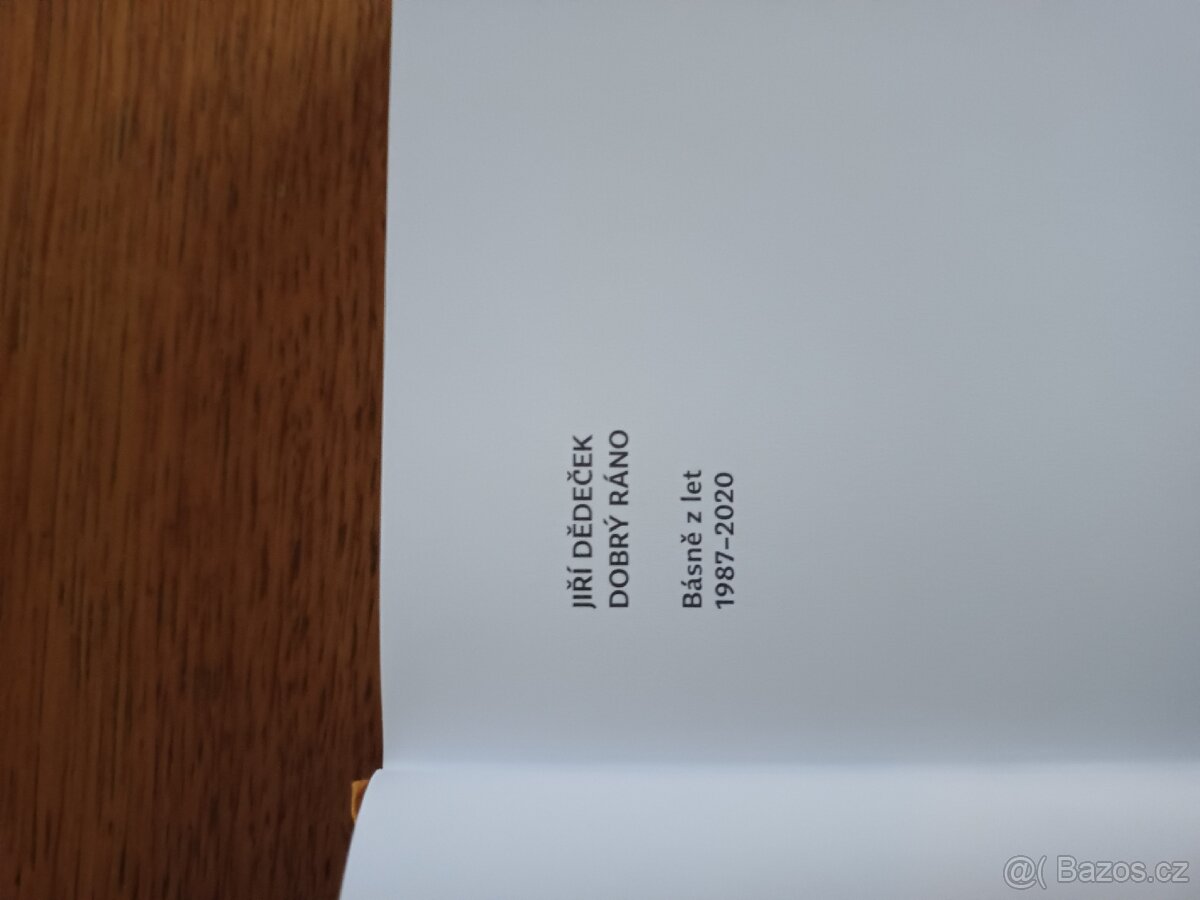 JIŘÍ DĚDEČEK
DOBRÝ RÁNO
Básně z let
1987–2020
@( Bazos.cz